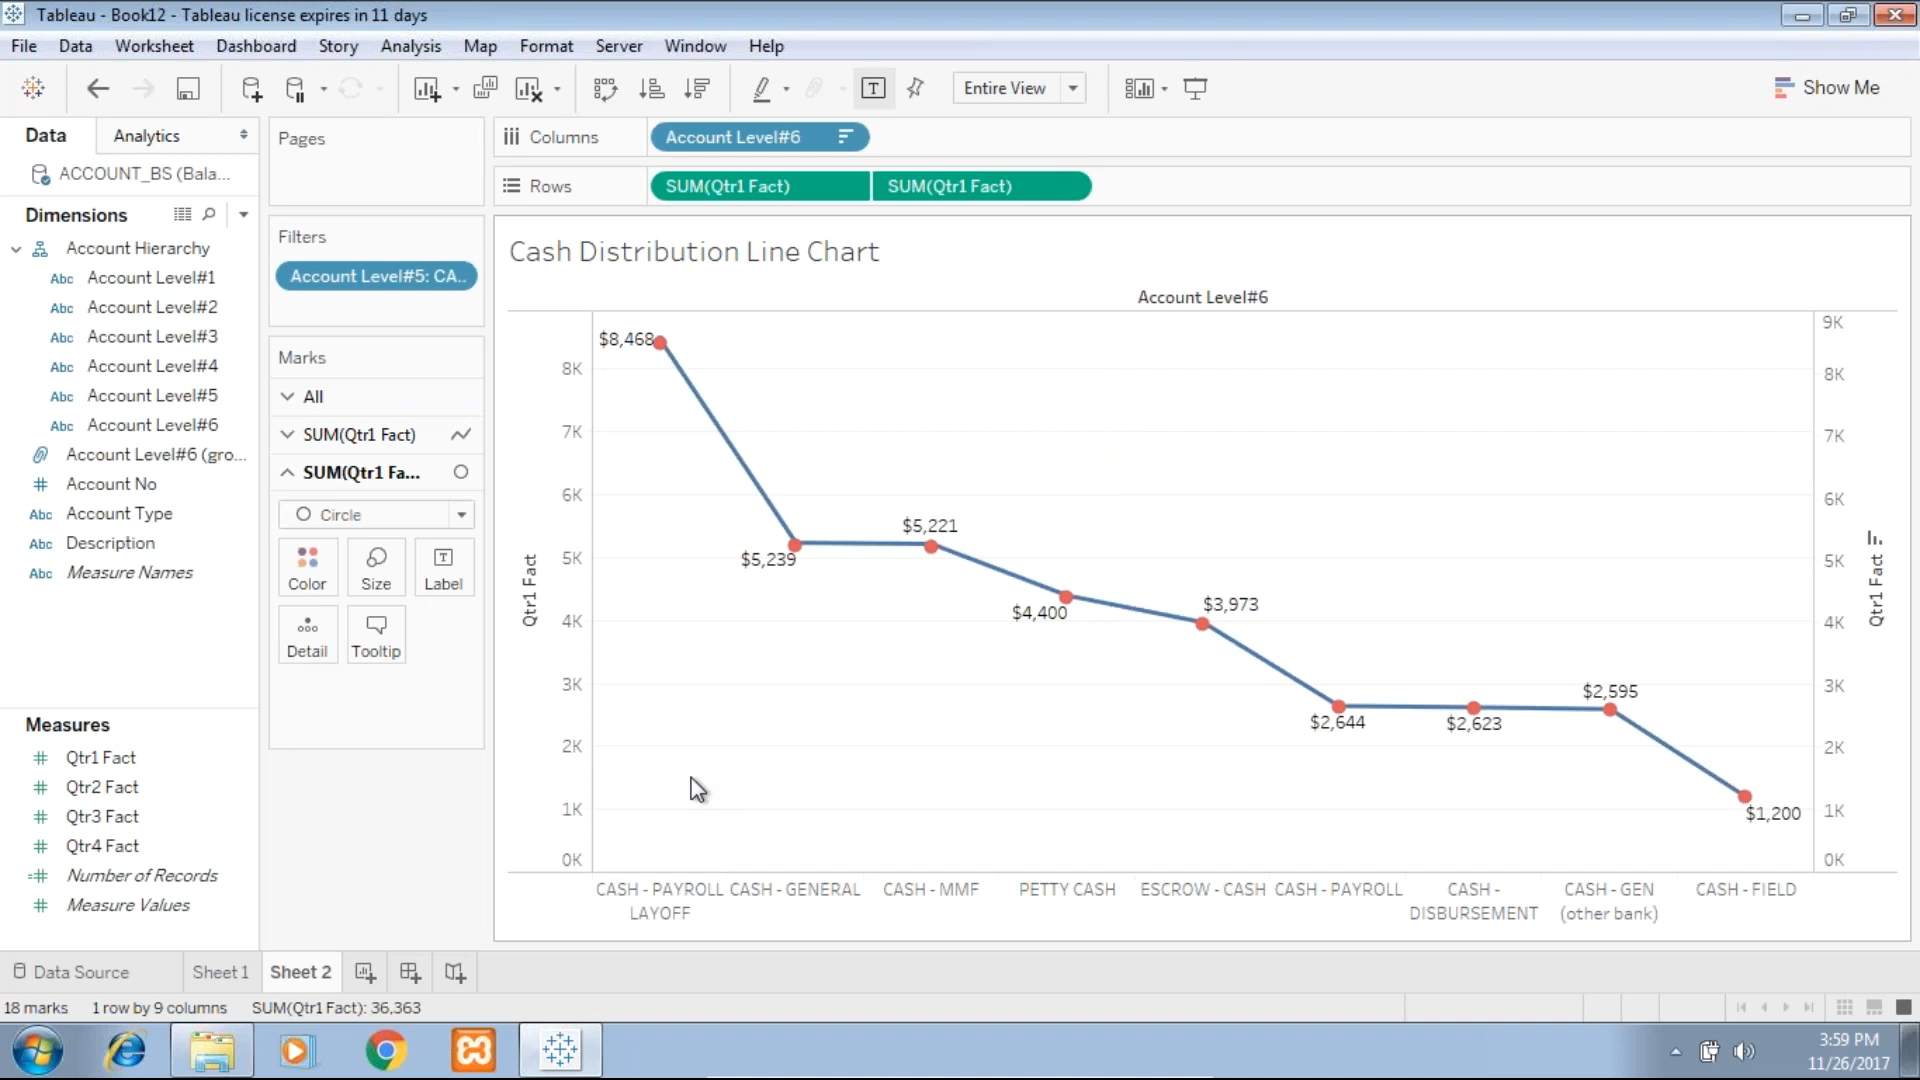 Tableau - Book12 - Tableau license expires in 11 days
File Data Worksheet Dashboard Story Analysis Map Format Server Window Help
Entire View
Show Me
Data
Analytics
ACCOUNT_BS (Bala...
Dimensions
Account Hierarchy
Abc Account Level#1
Abc Account Level#2
Abc Account Level#3
Abc Account Level#4
Abc Account Level#5
Abc Account Level#6
Account Level#6 (gro...
# Account No
Abc Account Type
Abc Description
Abc Measure Names
Measures
# Qtr1 Fact
# Qtr2 Fact
# Qtr3 Fact
# Qtr4 Fact
=# Number of Records
# Measure Values
Pages
Filters
Account Level#5: CA..
Marks
All
SUM(Qtr1 Fact)
SUM(Qtr1 Fa...
Circle
Color
Size
T
Label
Detail
Tooltip
Columns
Account Level#6
Rows
SUM(Qtr1 Fact)
SUM(Qtr1 Fact)
Cash Distribution Line Chart
Account Level#6
Qtr1 Fact
8K
7K
6K
5K
4K
3K
2K
1K
0K
$8,468
$5,239
$5,221
$4,400
$3,973
$2,644
$2,623
$2,595
$1,200
9K
8K
7K
6K
5K
4K
3K
2K
1K
0K
Qtr1 Fact
CASH - PAYROLL
LAYOFF
CASH - GENERAL
CASH - MMF
PETTY CASH
ESCROW - CASH
CASH - PAYROLL
CASH -
DISBURSEMENT
CASH - GEN
(other bank)
CASH - FIELD
Data Source
Sheet 1
Sheet 2
18 marks 1 row by 9 columns SUM(Qtr1 Fact): 36,363
3:59 PM
11/26/2017